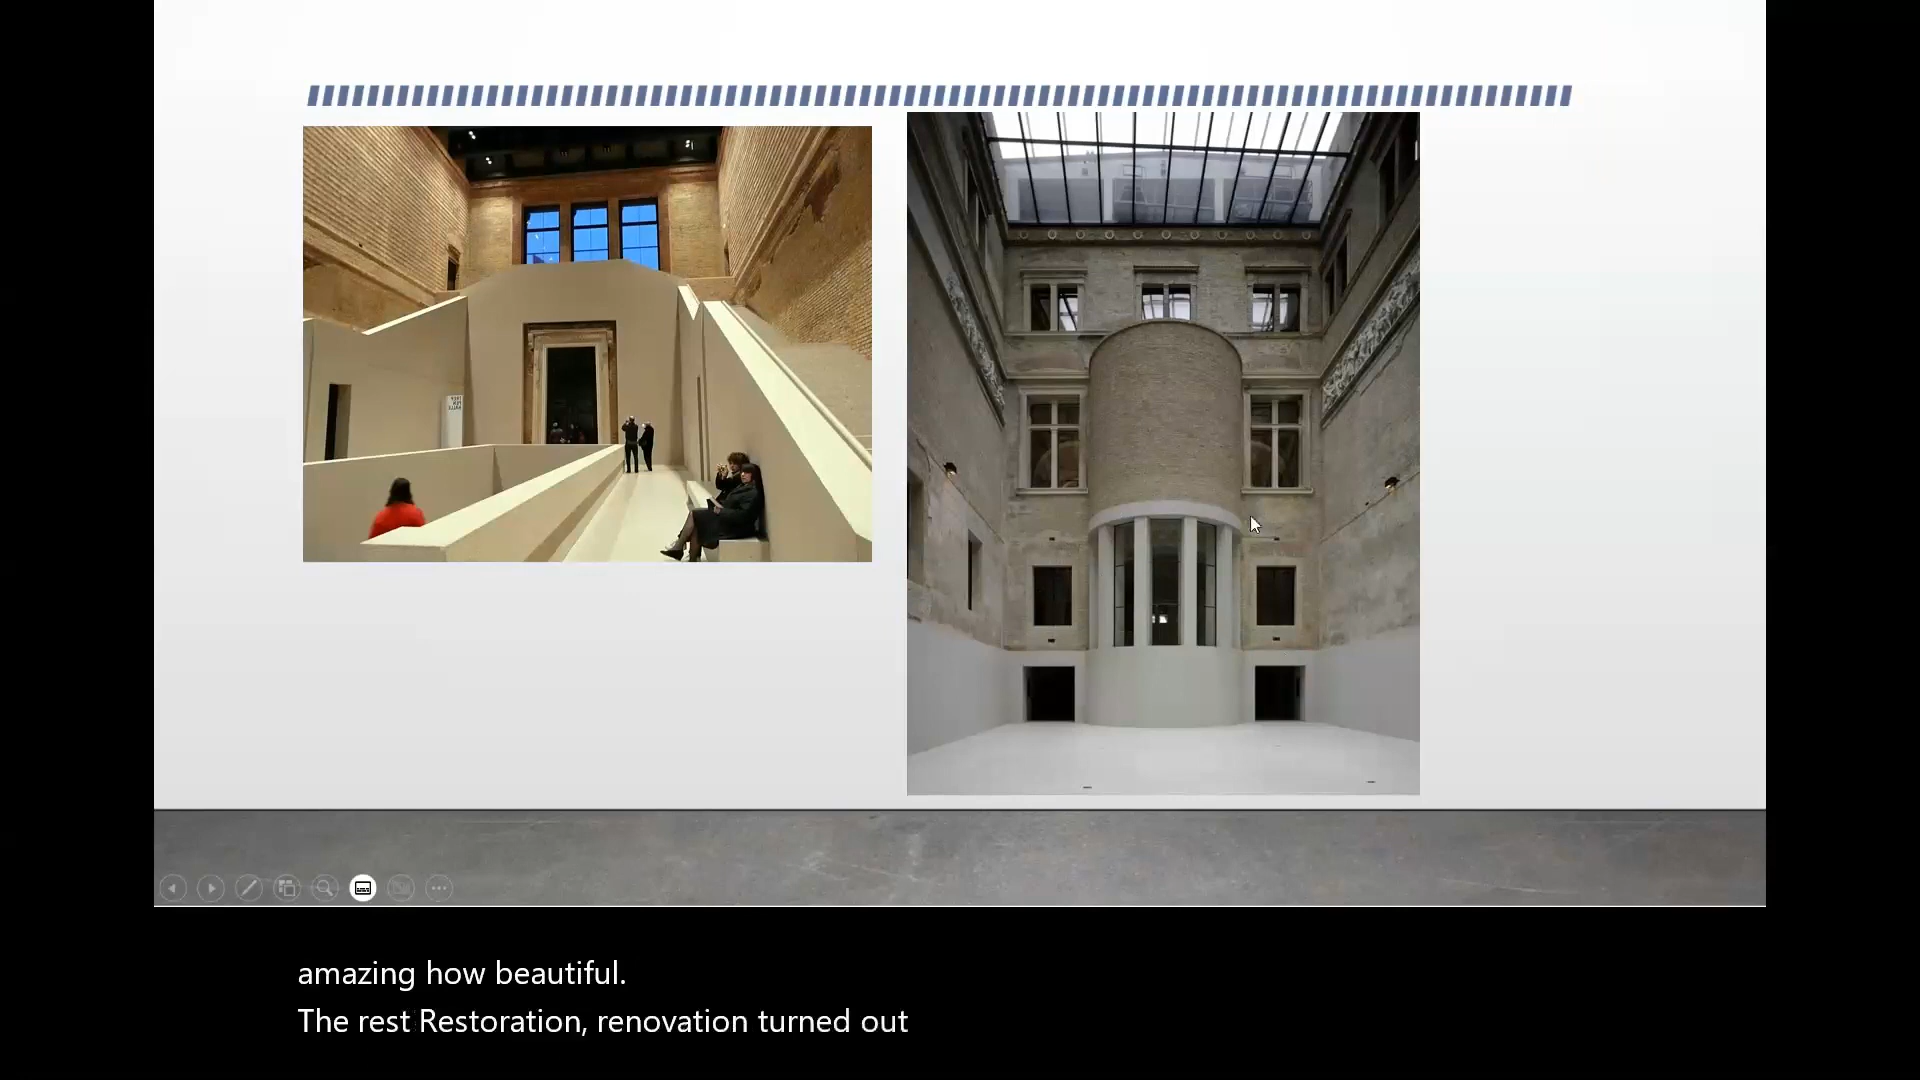 amazing how beautiful.
The rest Restoration, renovation turned out